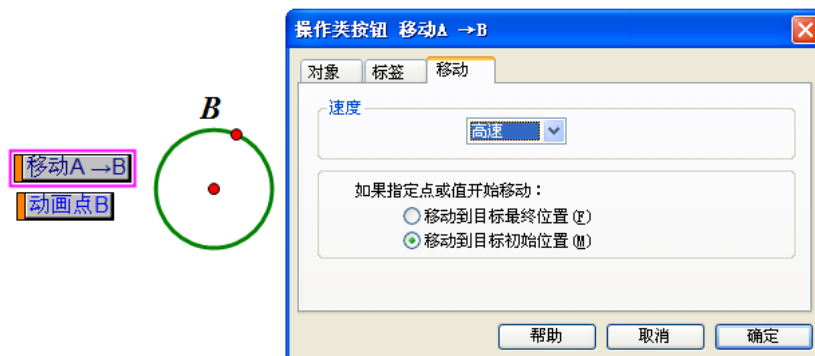 操作类按钮 移动A →B
对象
标签
移动
速度
高速
B
移动A →B
动画点B
如果指定点或值开始移动：
移动到目标最终位置(F)
移动到目标初始位置(M)
帮助
取消
确定